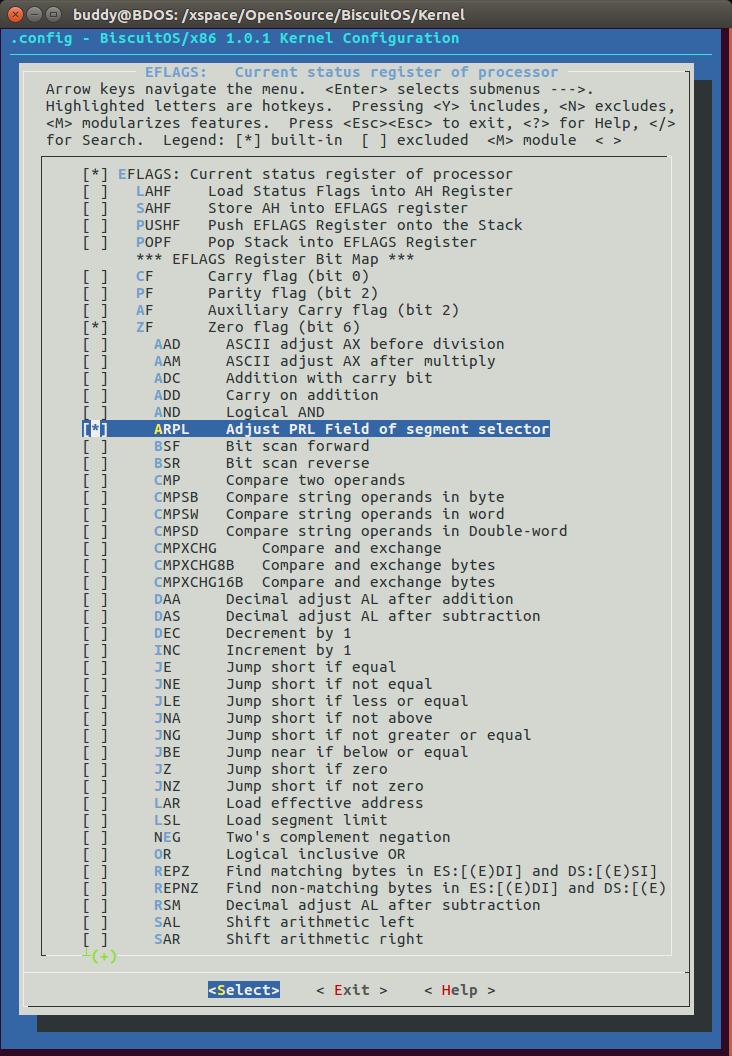 buddy@BDOS: /xspace/OpenSource/BiscuitOS/Kernel
.config - BiscuitOS/x86 1.0.1 Kernel Configuration
EFLAGS:   Current status register of processor
Arrow keys navigate the menu.  <Enter> selects submenus --->.
Highlighted letters are hotkeys.  Pressing <Y> includes, <N> excludes,
<M> modularizes features.  Press <Esc><Esc> to exit, <?> for Help, </>
for Search.  Legend: [*] built-in  [ ] excluded  <M> module  < >
[*] EFLAGS: Current status register of processor
[ ]   LAHF    Load Status Flags into AH Register
[ ]   SAHF    Store AH into EFLAGS register
[ ]   PUSHF   Push EFLAGS Register onto the Stack
[ ]   POPF    Pop Stack into EFLAGS Register
*** EFLAGS Register Bit Map ***
[ ]   CF      Carry flag (bit 0)
[ ]   PF      Parity flag (bit 2)
[ ]   AF      Auxiliary Carry flag (bit 2)
[*]   ZF      Zero flag (bit 6)
[ ]     AAD     ASCII adjust AX before division
[ ]     AAM     ASCII adjust AX after multiply
[ ]     ADC     Addition with carry bit
[ ]     ADD     Carry on addition
[ ]     AND     Logical AND
[*]     ARPL    Adjust PRL Field of segment selector
[ ]     BSF     Bit scan forward
[ ]     BSR     Bit scan reverse
[ ]     CMP     Compare two operands
[ ]     CMPSB   Compare string operands in byte
[ ]     CMPSW   Compare string operands in word
[ ]     CMPSD   Compare string operands in Double-word
[ ]     CMPXCHG     Compare and exchange
[ ]     CMPXCHG8B   Compare and exchange bytes
[ ]     CMPXCHG16B  Compare and exchange bytes
[ ]     DAA     Decimal adjust AL after addition
[ ]     DAS     Decimal adjust AL after subtraction
[ ]     DEC     Decrement by 1
[ ]     INC     Increment by 1
[ ]     JE      Jump short if equal
[ ]     JNE     Jump short if not equal
[ ]     JLE     Jump short if less or equal
[ ]     JNA     Jump short if not above
[ ]     JNG     Jump short if not greater or equal
[ ]     JBE     Jump near if below or equal
[ ]     JZ      Jump short if zero
[ ]     JNZ     Jump short if not zero
[ ]     LAR     Load effective address
[ ]     LSL     Load segment limit
[ ]     NEG     Two's complement negation
[ ]     OR      Logical inclusive OR
[ ]     REPZ    Find matching bytes in ES:[(E)DI] and DS:[(E)SI]
[ ]     REPNZ   Find non-matching bytes in ES:[(E)DI] and DS:[(E)
[ ]     RSM     Decimal adjust AL after subtraction
[ ]     SAL     Shift arithmetic left
[ ]     SAR     Shift arithmetic right
(+)
<Select>    < Exit >    < Help >